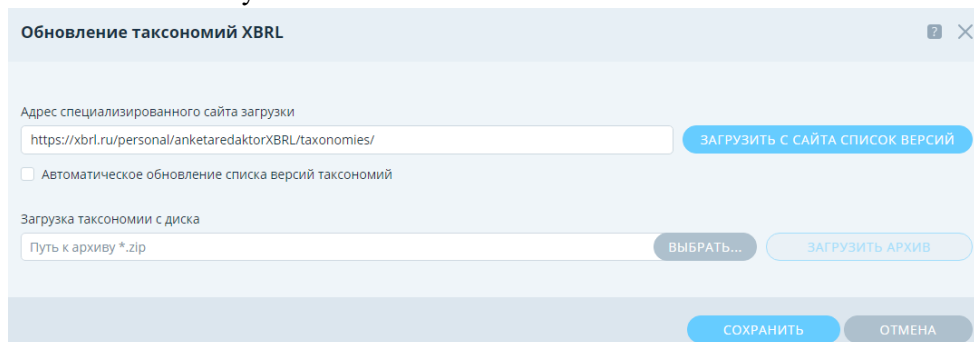 Обновление таксономий XBRL
?
Адрес специализированного сайта загрузки
https://xbrl.ru/personal/anketaredaktorXBRL/taxonomies/ ЗАГРУЗИТЬ С САЙТА СПИСОК ВЕРСИЙ
Автоматическое обновление списка версий таксономий
Загрузка таксономии с диска
Путь к архиву *.zip ВЫБРАТЬ... ЗАГРУЗИТЬ АРХИВ
СОХРАНИТЬ ОТМЕНА